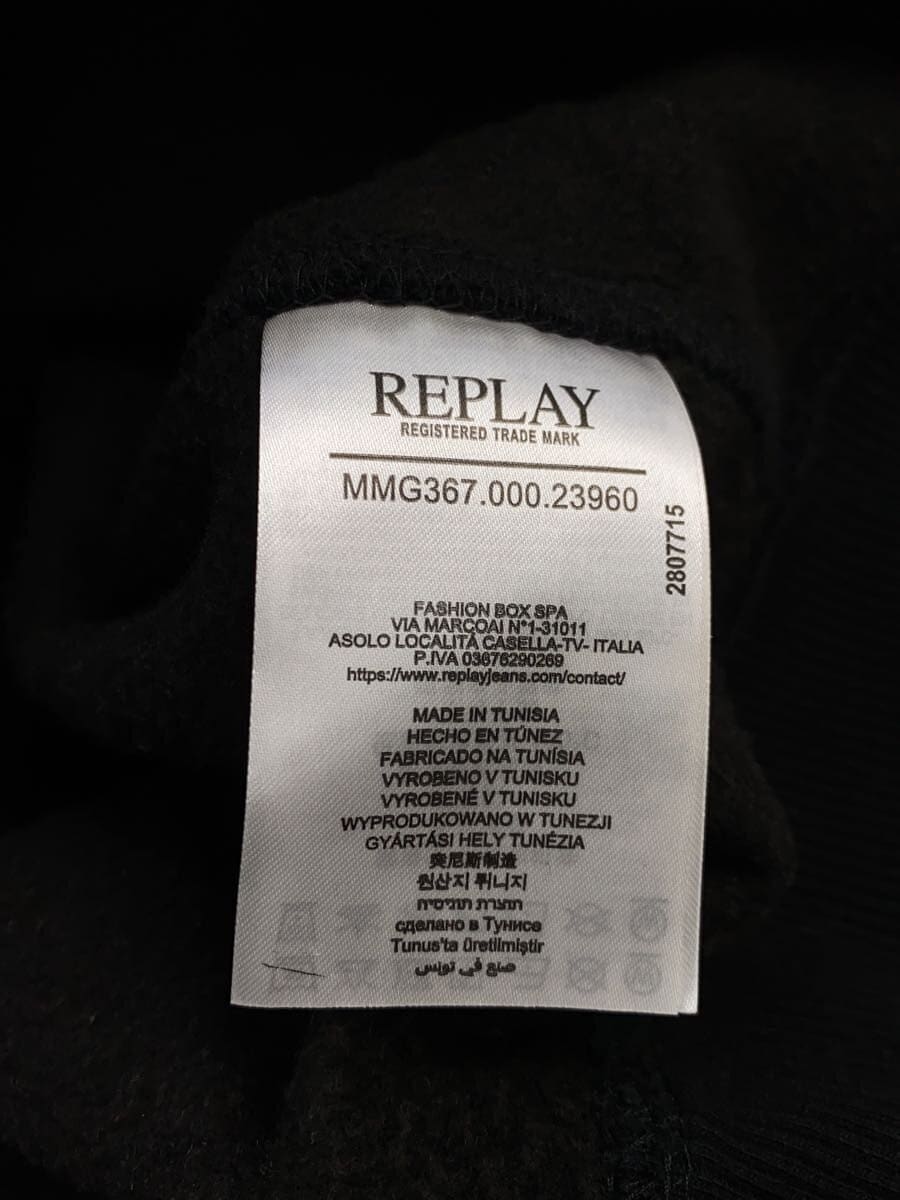 REPLAY
REGISTERED TRADE MARK
MMG367.000.23960
2807715
FASHION BOX SPA
VIA MARCOAI N°1-31011
ASOLO LOCALITÀ CASELLA-TV- ITALIA
P.IVA 03676290269
https://www.replayjeans.com/contact/
MADE IN TUNISIA
HECHO EN TÚNEZ
FABRICADO NA TUNÍSIA
VYROBENO V TUNISKU
VYROBENÉ V TUNISKU
WYPRODUKOWANO W TUNEZJI
GYÁRTÁSI HELY TUNÉZIA
突尼斯制造
원산지 튀니지
תוצרת תוניסיה
сделано в Тунисе
Tunus'ta üretilmiştir
صنع في تونس